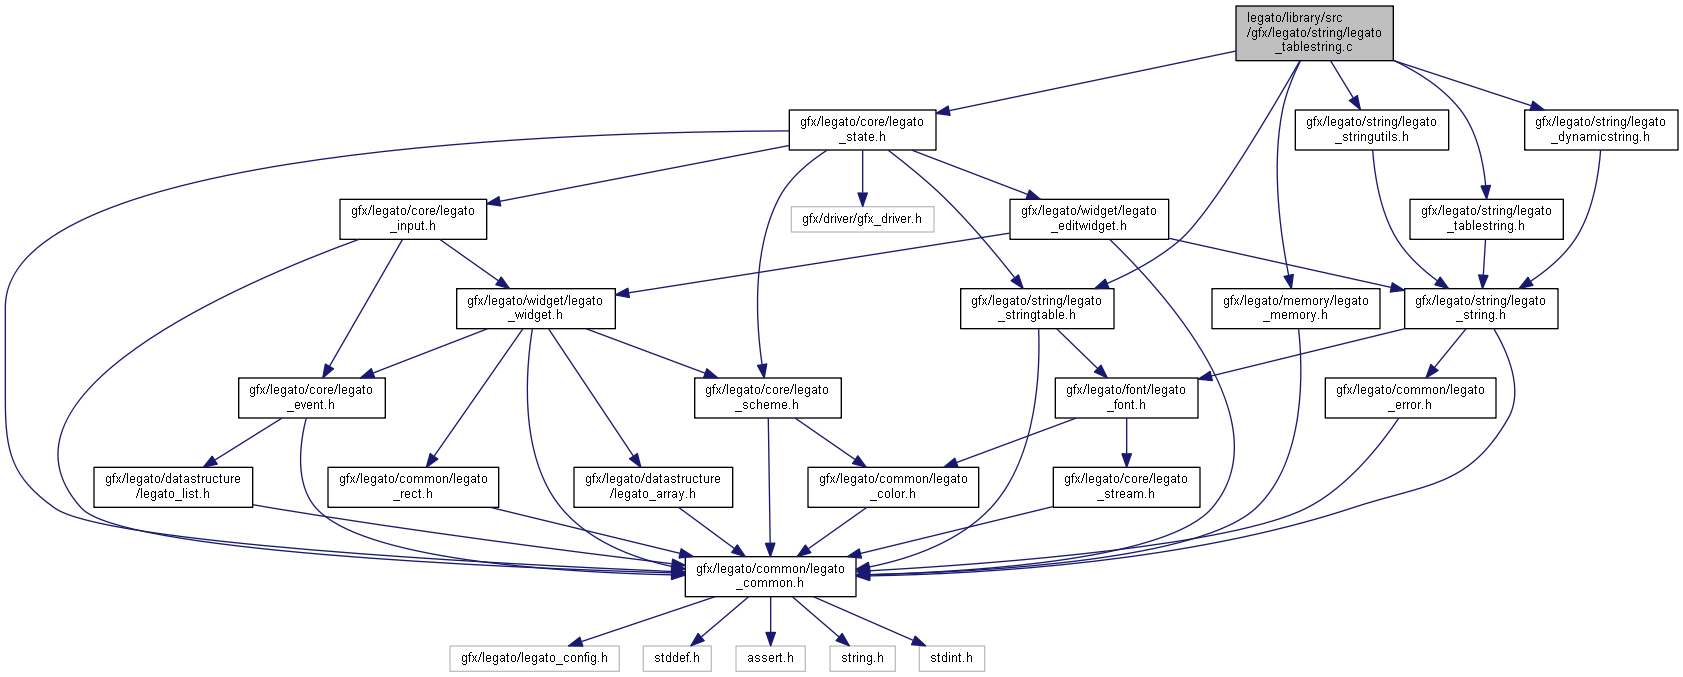 legato/library/src
/gfx/legato/string/legato
_tablestring.c
gfx/legato/core/legato
_state.h
gfx/legato/string/legato
_stringutils.h
gfx/legato/string/legato
_dynamicstring.h
gfx/legato/core/legato
_input.h
gfx/driver/gfx_driver.h
gfx/legato/widget/legato
_editwidget.h
gfx/legato/string/legato
_tablestring.h
gfx/legato/widget/legato
_widget.h
gfx/legato/string/legato
_stringtable.h
gfx/legato/memory/legato
_memory.h
gfx/legato/string/legato
_string.h
gfx/legato/core/legato
_event.h
gfx/legato/core/legato
_scheme.h
gfx/legato/font/legato
_font.h
gfx/legato/common/legato
_error.h
gfx/legato/datastructure
/legato_list.h
gfx/legato/common/legato
_rect.h
gfx/legato/datastructure
/legato_array.h
gfx/legato/common/legato
_color.h
gfx/legato/core/legato
_stream.h
gfx/legato/common/legato
_common.h
gfx/legato/legato_config.h
stddef.h
assert.h
string.h
stdint.h